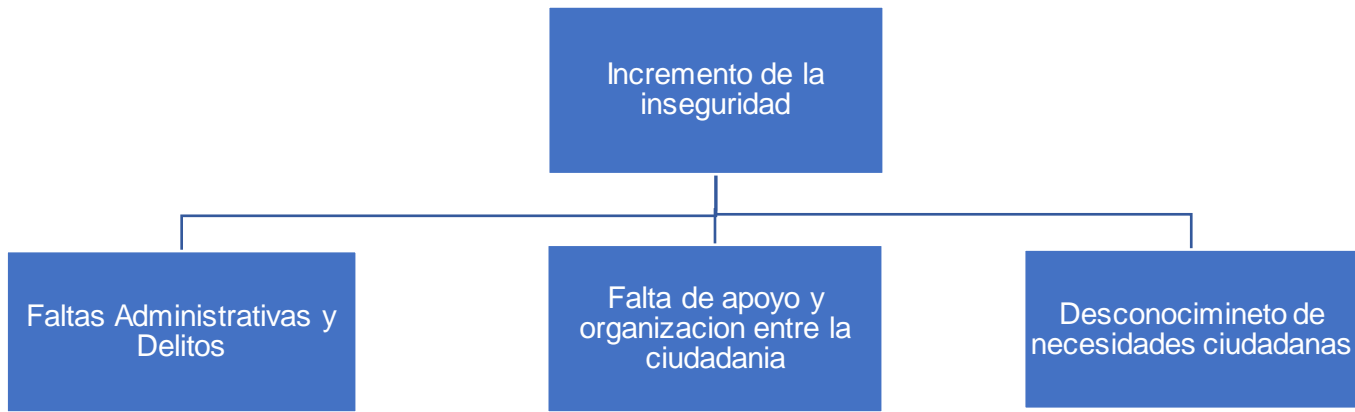 Incremento de la
inseguridad
Faltas Administrativas y
Delitos
Falta de apoyo y
organizacion entre la
ciudadania
Desconocimineto de
necesidades ciudadanas